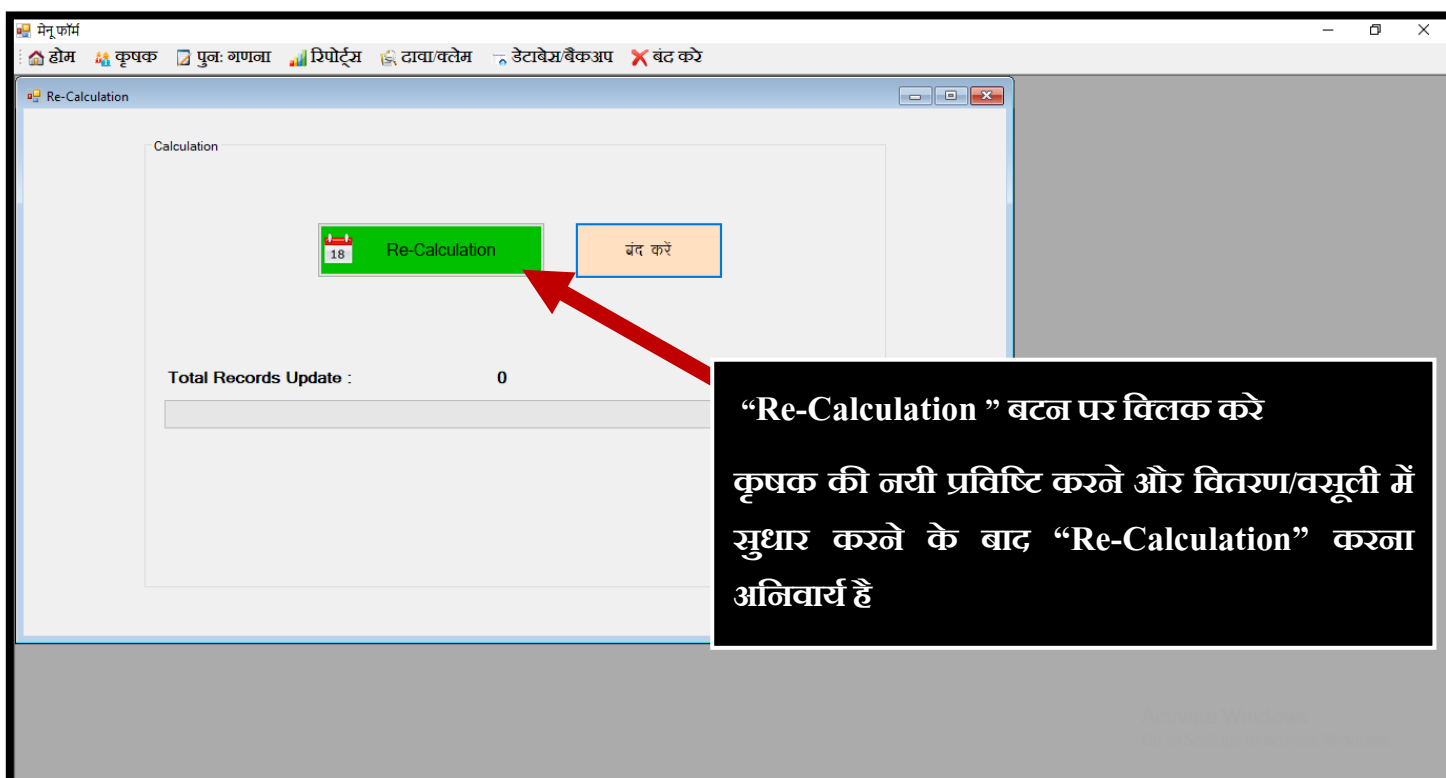 मेनू फॉर्म
होम कृषक पुन: गणना रिपोर्ट्स दावा/क्लेम डेटाबेस/बैकअप बंद करे
Re-Calculation
Calculation
18 Re-Calculation बंद करें
Total Records Update : 0
“Re-Calculation ” बटन पर क्लिक करे
कृषक की नयी प्रविष्टि करने और वितरण/वसूली में
सुधार करने के बाद “Re-Calculation” करना
अनिवार्य है